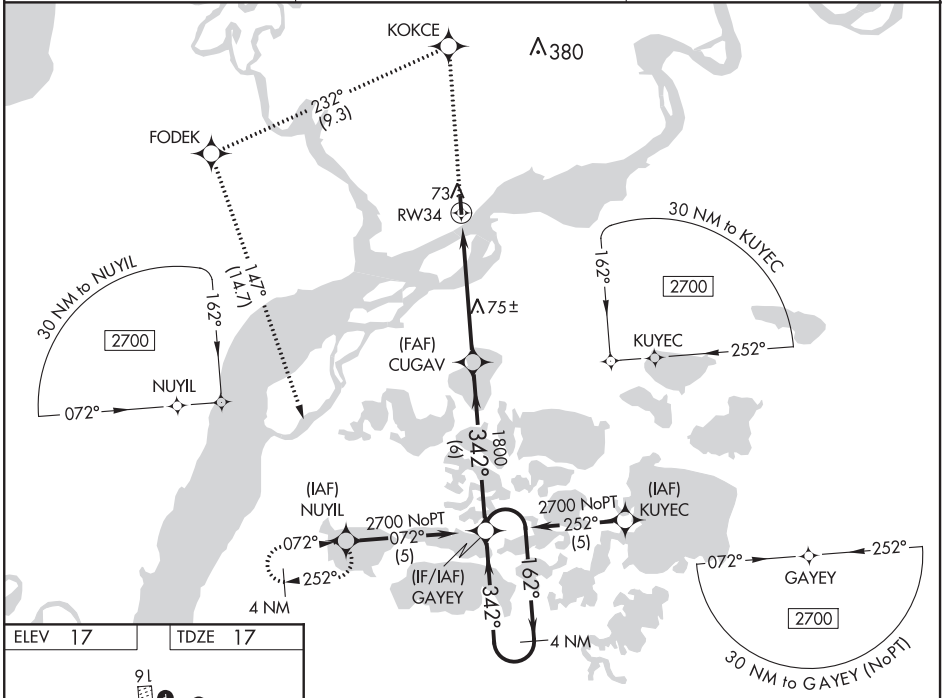 KOKCE
380
232°
(9.3)
FODEK
73
RW34
30 NM to NUYIL
147°
(14.7)
162°
2700
NUYIL
072°
30 NM to KUYEC
162°
2700
KUYEC
252°
75±
(FAF)
CUGAV
1800
342°
(6)
(IAF)
NUYIL
2700 NoPT
072°
(5)
072°
252°
4 NM
(IAF)
KUYEC
2700 NoPT
252°
(5)
(IF/IAF)
GAYEY
162°
342°
4 NM
072°
252°
GAYEY
2700
30 NM to GAYEY (NoPT)
ELEV 17
TDZE 17
16